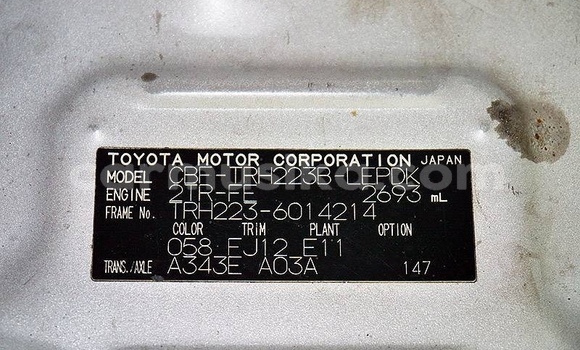 TOYOTA MOTOR CORPORATION JAPAN
MODEL CBF-TRH223B-LEPDK
ENGINE 2TR-FE 2693 mL
FRAME No. TRH223-6014214
COLOR TRiM PLANT OPTION
058 FJ12 E11
TRANS./AXLE A343E A03A 147